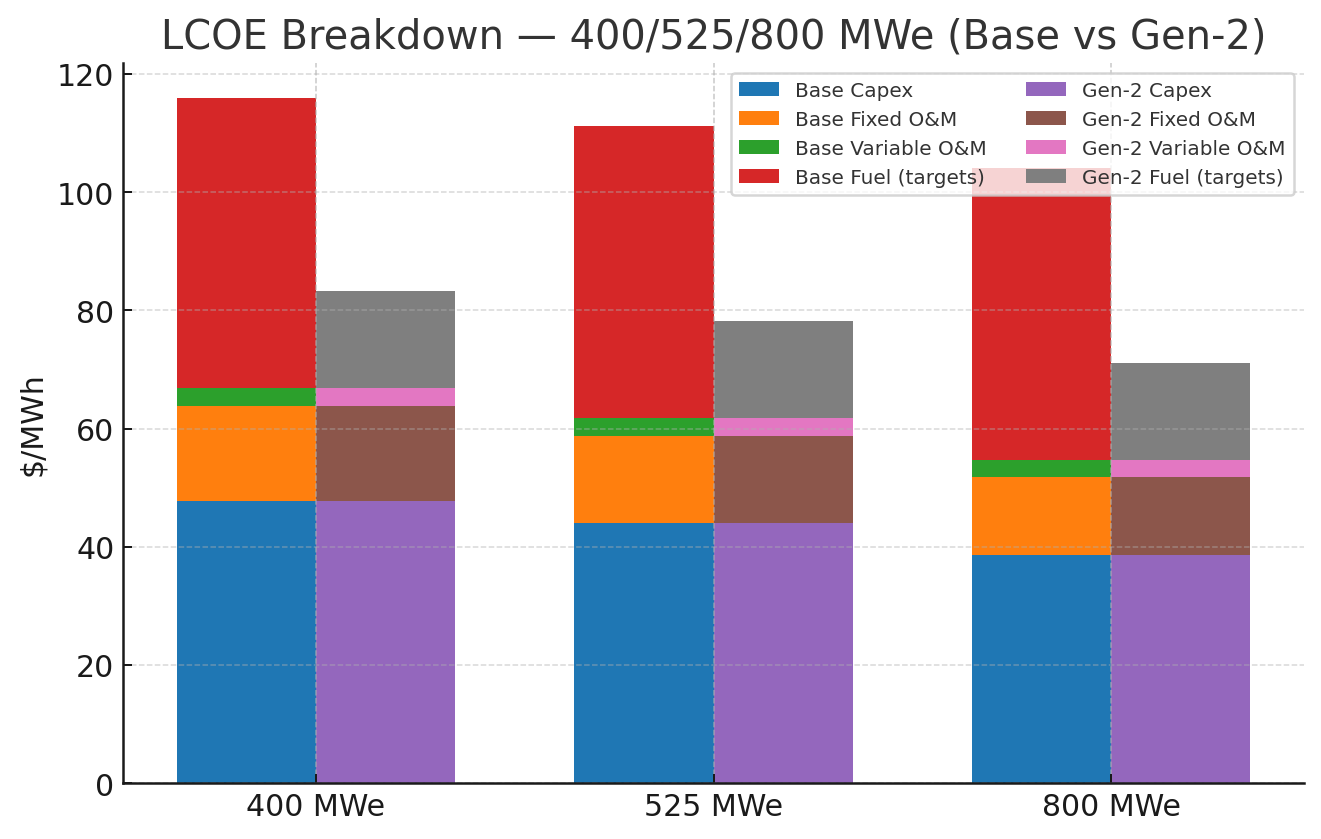 LCOE Breakdown — 400/525/800 MWe (Base vs Gen-2)
$/MWh
120
100
80
60
40
20
0
Base Capex
Base Fixed O&M
Base Variable O&M
Base Fuel (targets)
Gen-2 Capex
Gen-2 Fixed O&M
Gen-2 Variable O&M
Gen-2 Fuel (targets)
400 MWe
525 MWe
800 MWe